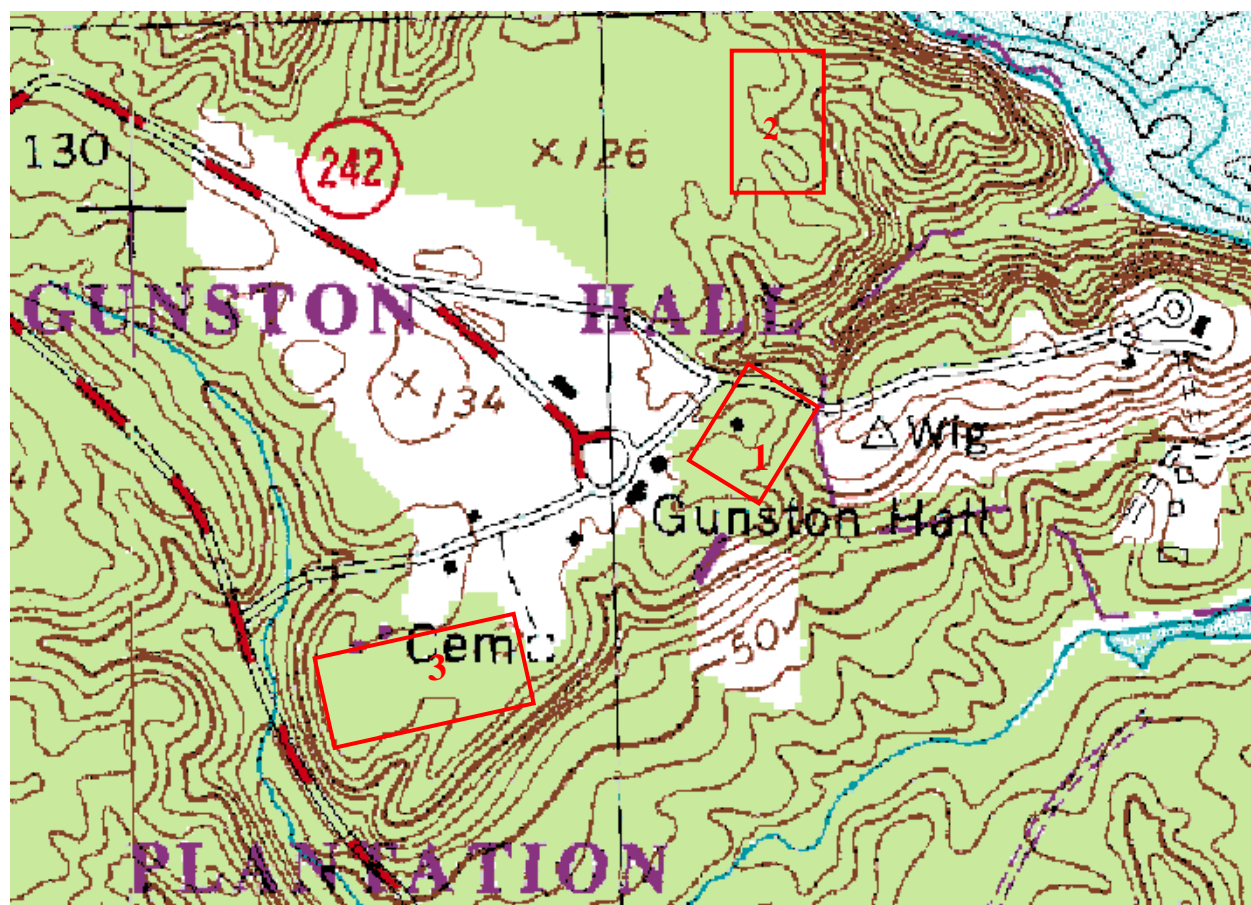 2
130
242
X 126
GUNSTON HALL
X 134
Wig
1
Gunston Hall
50
Cem
3
PLANTATION